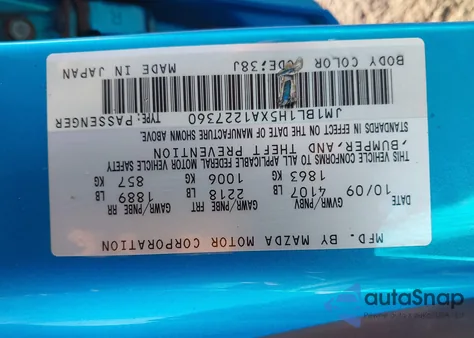 MFD. BY MAZDA MOTOR CORPORATION
DATE GVWR/PNBV GAWR/PNBE FRT GAWR/PNBE RR
10/09 4107 LB 2218 LB 1889 LB
1863 KG 1006 KG 857 KG
THIS VEHICLE CONFORMS TO ALL APPLICABLE FEDERAL MOTOR VEHICLE SAFETY
,BUMPER,AND THEFT PREVENTION
STANDARDS IN EFFECT ON THE DATE OF MANUFACTURE SHOWN ABOVE
JM1BL1H5XA1227360 TYPE: PASSENGER
BODY COLOR CODE:38J MADE IN JAPAN
autoSnap